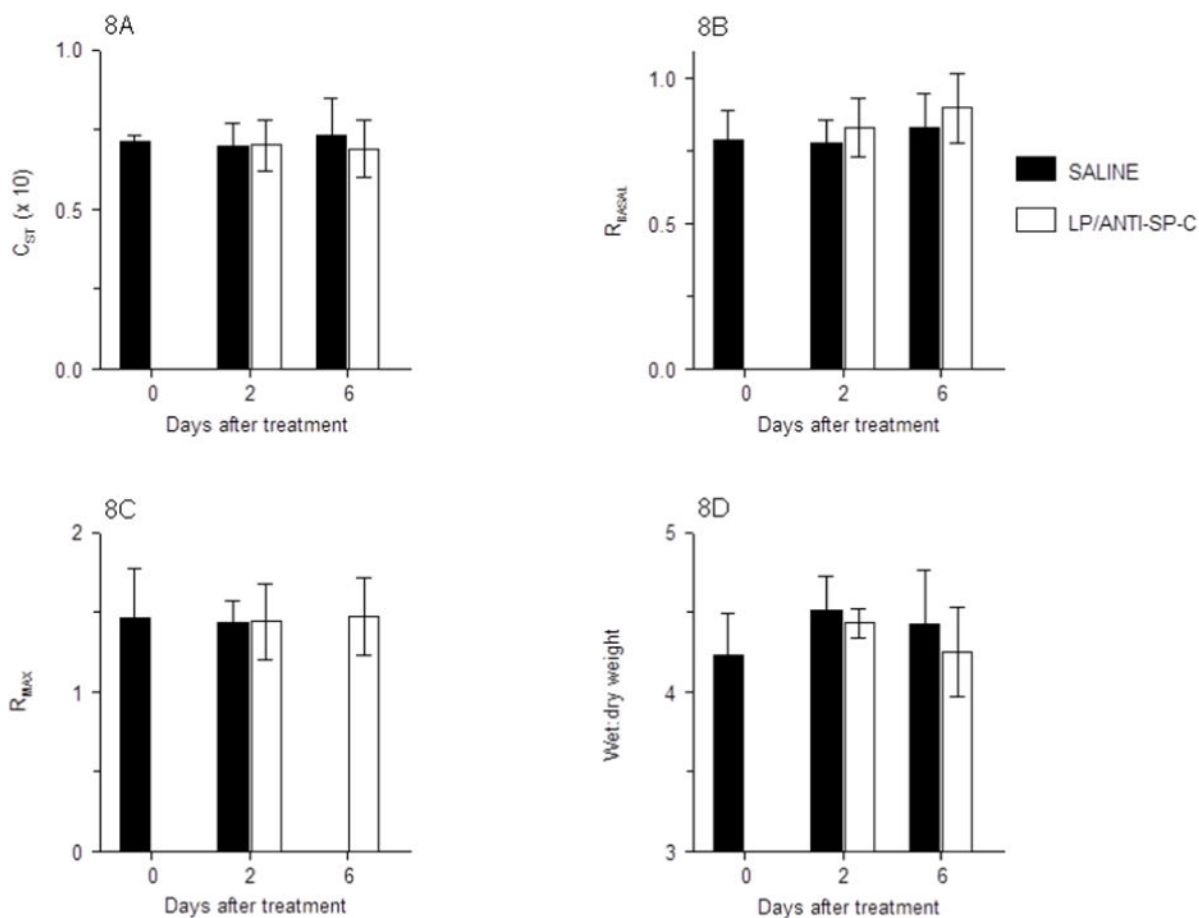 8A
1.0
0.5
0.0
C_ST (x 10)
0 2 6
Days after treatment
8B
1.0
0.5
0.0
R_BASAL
0 2 6
Days after treatment
SALINE
LP/ANTI-SP-C
8C
2
1
0
R_MAX
0 2 6
Days after treatment
8D
5
4
3
Wet:dry weight
0 2 6
Days after treatment